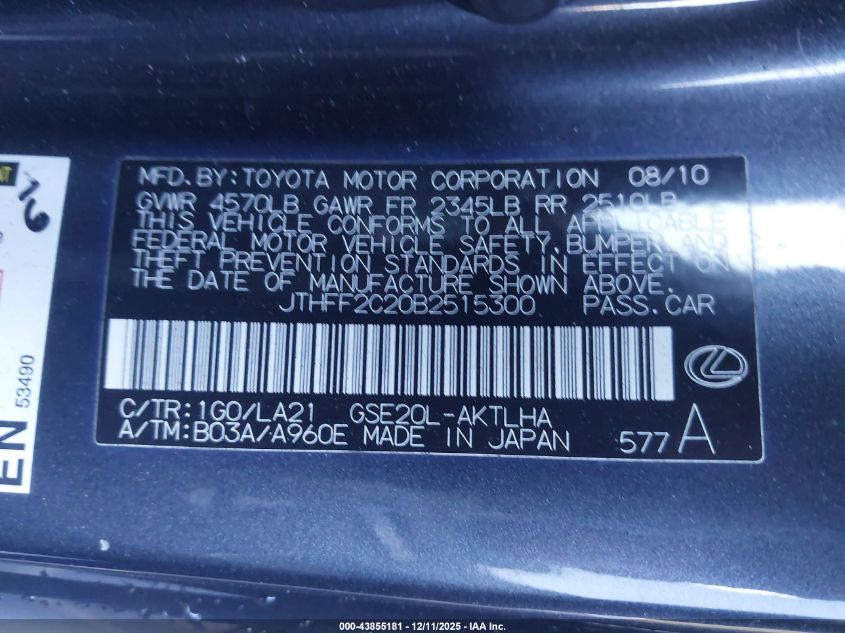 MFD. BY: TOYOTA MOTOR CORPORATION 08/10
GVWR 4570LB GAWR FR 2345LB RR 2510LB
THIS VEHICLE CONFORMS TO ALL APPLICABLE
FEDERAL MOTOR VEHICLE SAFETY, BUMPER, AND
THEFT PREVENTION STANDARDS IN EFFECT ON
THE DATE OF MANUFACTURE SHOWN ABOVE.
JTHFF2C20B2515300 PASS. CAR
C/TR: 1G0/LA21 GSE20L-AKTLHA
A/TM: B03A/A960E MADE IN JAPAN 577 A
76
53490
EN
000-43855181 - 12/11/2025 - IAA Inc.